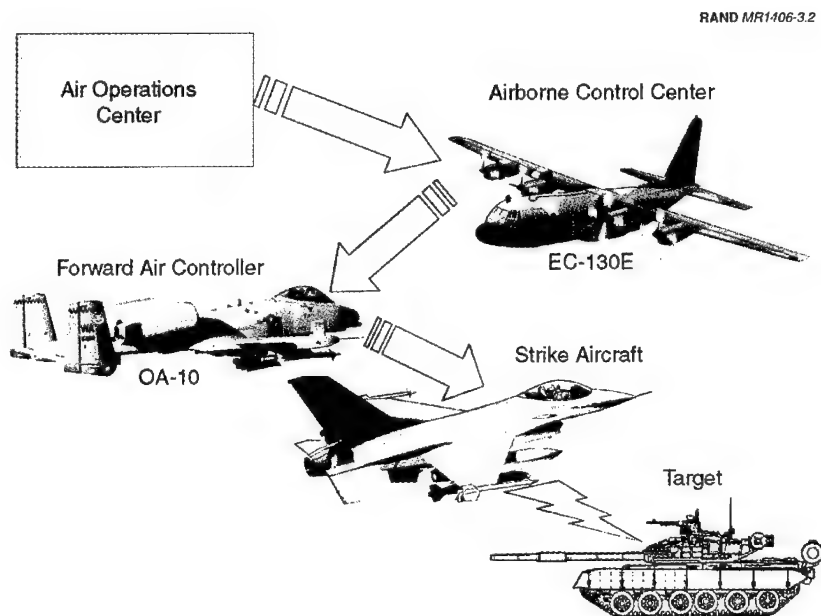 RAND MR1406-3.2
Air Operations
Center
Airborne Control Center
EC-130E
Forward Air Controller
OA-10
Strike Aircraft
Target